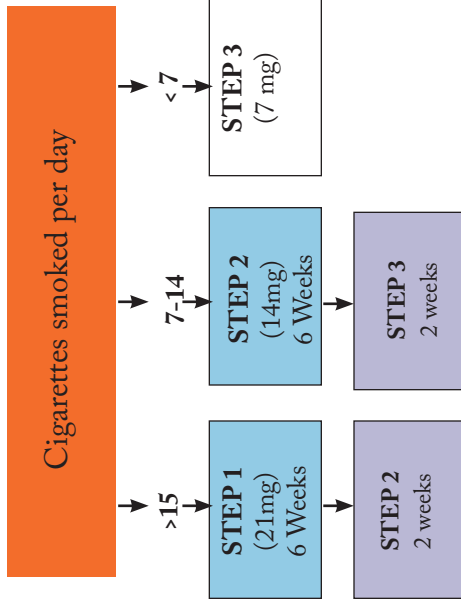 Cigarettes smoked per day
>15
7-14
< 7
STEP 1
(21mg)
6 Weeks
STEP 2
(14mg)
6 Weeks
STEP 3
(7 mg)
STEP 2
2 weeks
STEP 3
2 weeks